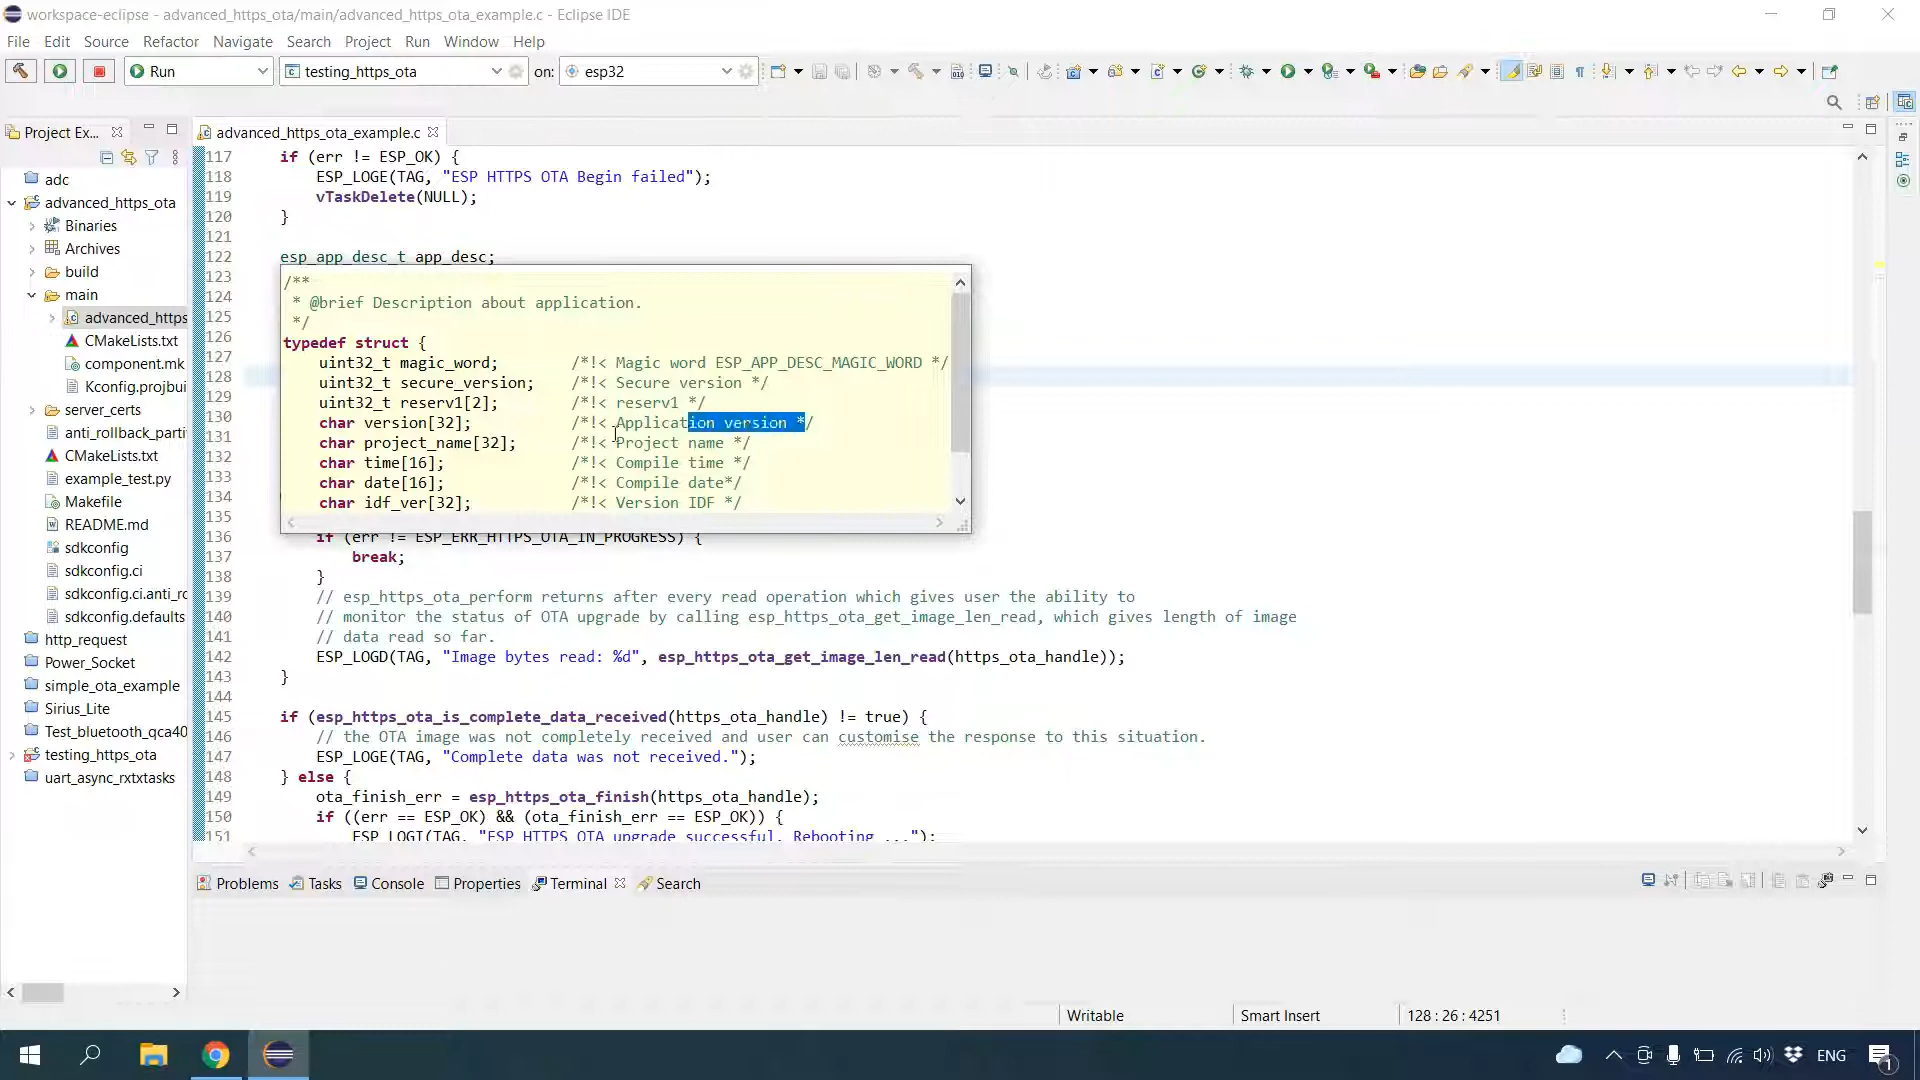 workspace-eclipse - advanced_https_ota/main/advanced_https_ota_example.c - Eclipse IDE
File Edit Source Refactor Navigate Search Project Run Window Help
Run testing_https_ota on: esp32
Project Ex...
adc
advanced_https_ota
Binaries
Archives
build
main
advanced_https
CMakeLists.txt
component.mk
Kconfig.projbui
server_certs
anti_rollback_parti
CMakeLists.txt
example_test.py
Makefile
README.md
sdkconfig
sdkconfig.ci
sdkconfig.ci.anti_rc
sdkconfig.defaults
http_request
Power_Socket
simple_ota_example
Sirius_Lite
Test_bluetooth_qca40
testing_https_ota
uart_async_rxtxtasks
advanced_https_ota_example.c
117 if (err != ESP_OK) {
118 ESP_LOGE(TAG, "ESP HTTPS OTA Begin failed");
119 vTaskDelete(NULL);
120 }
121
122 esp_app_desc_t app_desc;
123
124
125
126
127
128
129
130
131
132
133
134
135
/**
* @brief Description about application.
*/
typedef struct {
uint32_t magic_word; /*!< Magic word ESP_APP_DESC_MAGIC_WORD */
uint32_t secure_version; /*!< Secure version */
uint32_t reserv1[2]; /*!< reserv1 */
char version[32]; /*!< Application version */
char project_name[32]; /*!< Project name */
char time[16]; /*!< Compile time */
char date[16]; /*!< Compile date*/
char idf_ver[32]; /*!< Version IDF */
136 if (err != ESP_ERR_HTTPS_OTA_IN_PROGRESS) {
137 break;
138 }
139 // esp_https_ota_perform returns after every read operation which gives user the ability to
140 // monitor the status of OTA upgrade by calling esp_https_ota_get_image_len_read, which gives length of image
141 // data read so far.
142 ESP_LOGD(TAG, "Image bytes read: %d", esp_https_ota_get_image_len_read(https_ota_handle));
143 }
144
145 if (esp_https_ota_is_complete_data_received(https_ota_handle) != true) {
146 // the OTA image was not completely received and user can customise the response to this situation.
147 ESP_LOGE(TAG, "Complete data was not received.");
148 } else {
149 ota_finish_err = esp_https_ota_finish(https_ota_handle);
150 if ((err == ESP_OK) && (ota_finish_err == ESP_OK)) {
151 ESP_LOGI(TAG, "ESP_HTTPS_OTA upgrade successful. Rebooting ...");
Problems Tasks Console Properties Terminal Search
Writable Smart Insert 128 : 26 : 4251
ENG 1